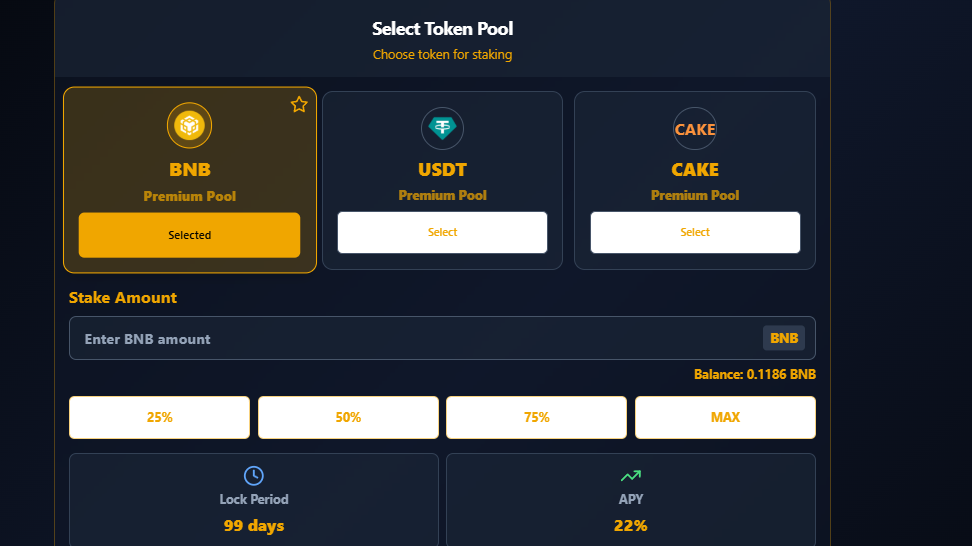 Select Token Pool
Choose token for staking
BNB
Premium Pool
Selected
USDT
Premium Pool
Select
CAKE
CAKE
Premium Pool
Select
Stake Amount
Enter BNB amount
BNB
Balance: 0.1186 BNB
25%
50%
75%
MAX
Lock Period
99 days
APY
22%